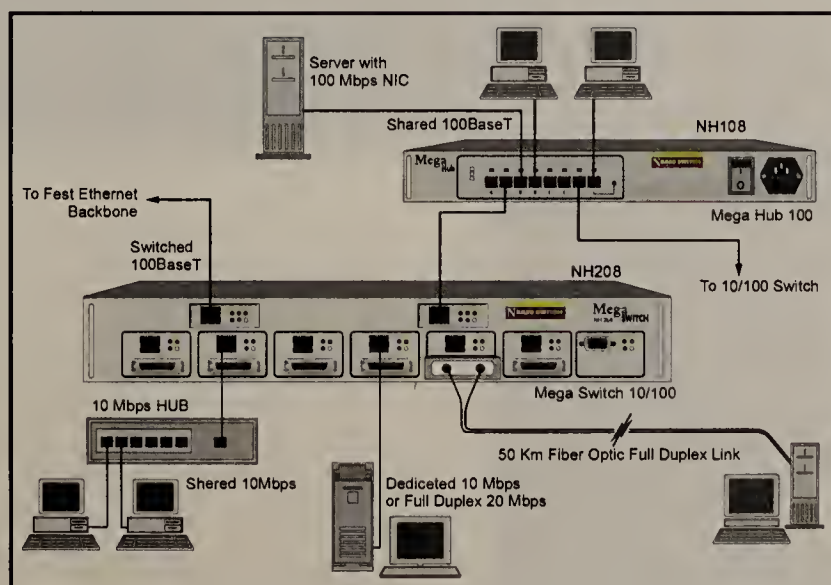 Server with
100 Mbps NIC
Shared 100BaseT
NH108
Mega
Hub
I
O
Mega Hub 100
To Fest Ethernet
Backbone
Switched
100BaseT
To 10/100 Switch
NH208
Mega
SWITCH
Mega Switch 10/100
10 Mbps HUB
50 Km Fiber Optic Full Duplex Link
Shered 10Mbps
Dediceted 10 Mbps
or Full Duplex 20 Mbps